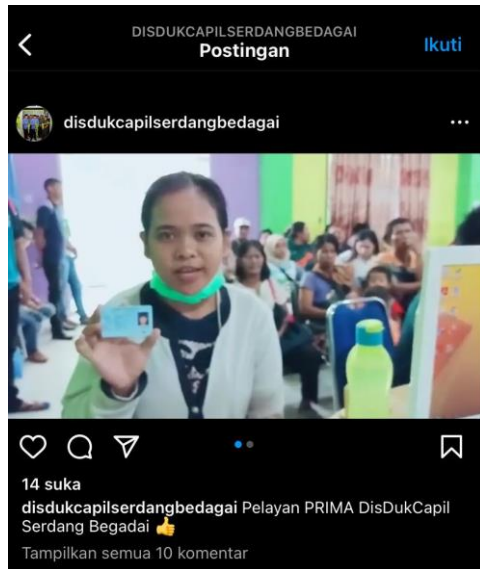 DISDUKCAPILSERDANGBEDAGAI
Postingan
Ikuti
disdukcapilserdangbedagai
14 suka
disdukcapilserdangbedagai Pelayan PRIMA DisDukCapil
Serdang Begadai 👍
Tampilkan semua 10 komentar